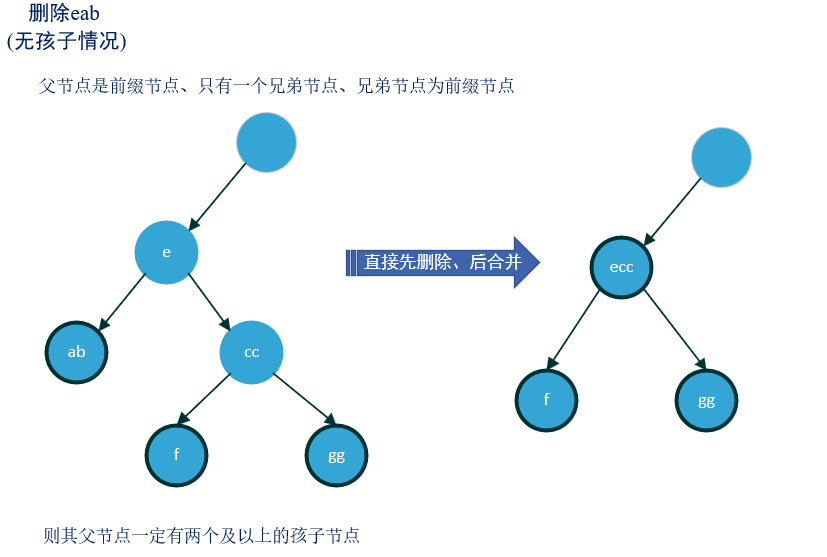 删除eab
(无孩子情况)
父节点是前缀节点、只有一个兄弟节点、兄弟节点为前缀节点
e
ab
cc
f
gg
直接先删除、后合并
ecc
f
gg
则其父节点一定有两个及以上的孩子节点